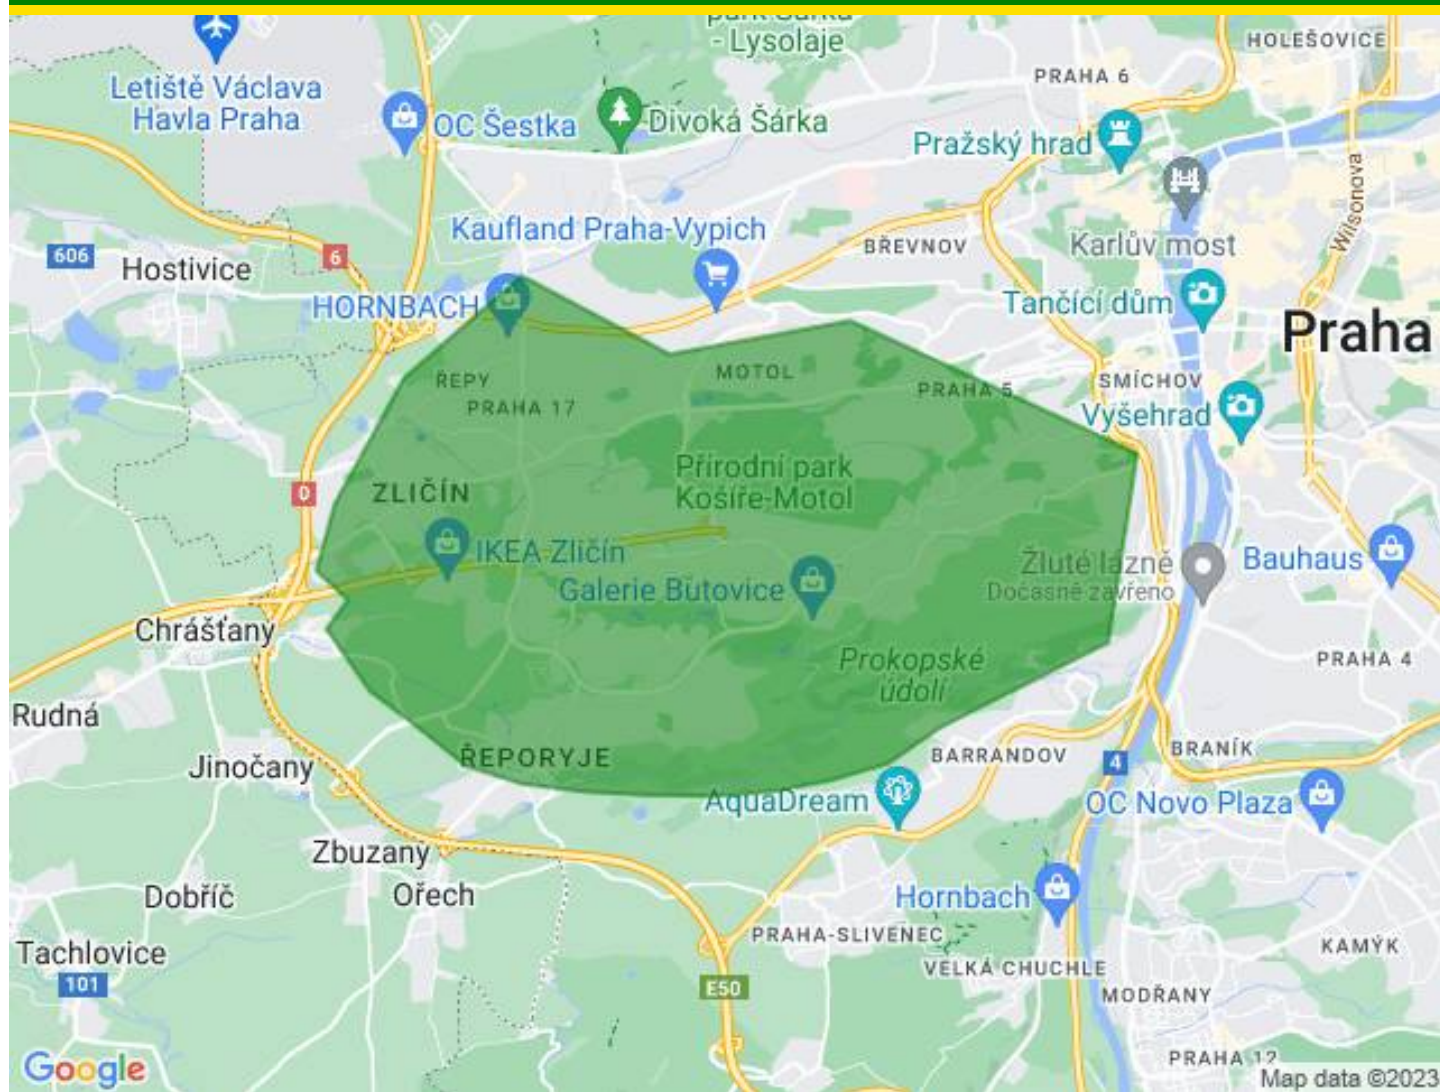 - Lysolaje
HOLEŠOVICE
PRAHA 6
Letiště Václava
Havla Praha
OC Šestka
Divoká Šárka
Pražský hrad
Wilsonova
Kaufland Praha-Vypich
BŘEVNOV
Karlův most
606
6
Hostivice
HORNBACH
Tančící dům
Praha
ŘEPY
MOTOL
SMÍCHOV
PRAHA 5
PRAHA 17
Vyšehrad
Přírodní park
Košíře-Motol
0
ZLIČÍN
IKEA Zličín
Galerie Butovice
Žluté lázně
Dočasně zavřeno
Bauhaus
Chrášťany
Prokopské
údolí
PRAHA 4
Rudná
ŘEPORYJE
Jinočany
BARRANDOV
4
BRANÍK
AquaDream
OC Novo Plaza
Zbuzany
Dobříč
Ořech
Hornbach
PRAHA-SLIVENEC
KAMÝK
Tachlovice
VELKÁ CHUCHLE
101
E50
MODŘANY
PRAHA 12
Google
Map data ©2023